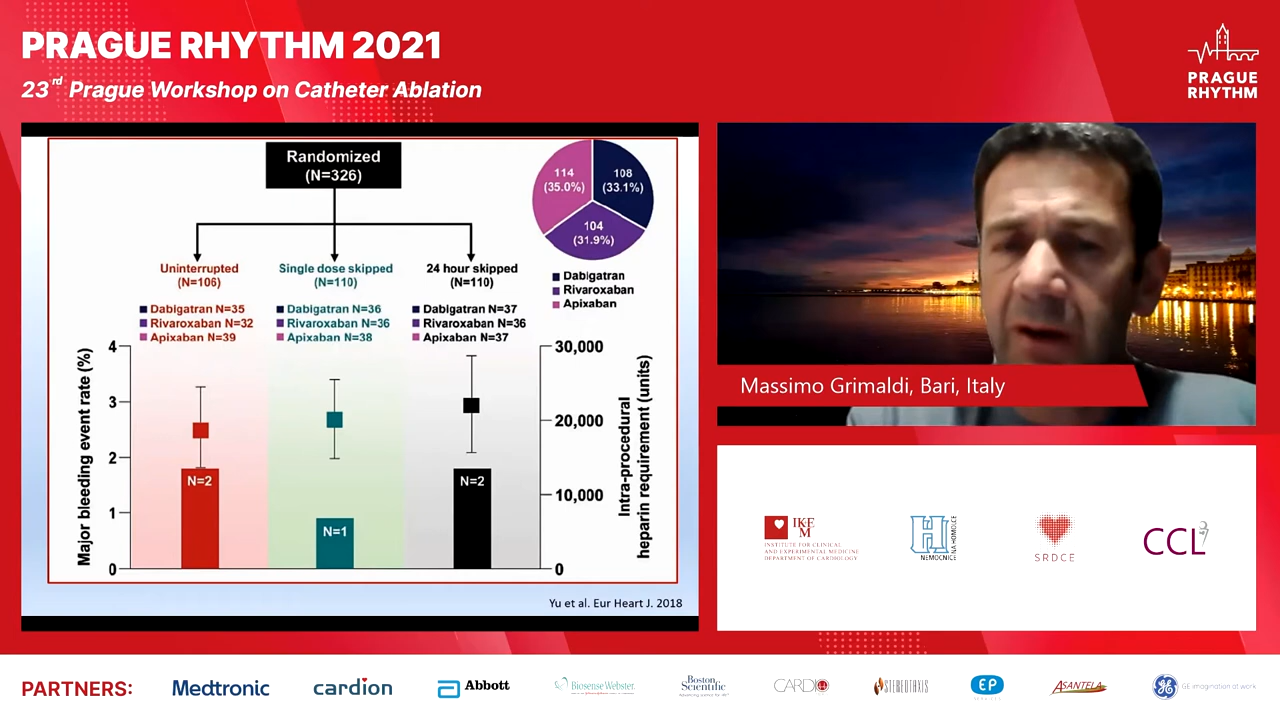 PRAGUE RHYTHM 2021
23rd Prague Workshop on Catheter Ablation
PRAGUE
RHYTHM
Randomized
(N=326)
114
(35.0%)
108
(33.1%)
104
(31.9%)
Dabigatran
Rivaroxaban
Apixaban
Uninterrupted
(N=106)
Single dose skipped
(N=110)
24 hour skipped
(N=110)
Dabigatran N=35
Rivaroxaban N=32
Apixaban N=39
Dabigatran N=36
Rivaroxaban N=36
Apixaban N=38
Dabigatran N=37
Rivaroxaban N=36
Apixaban N=37
Major bleeding event rate (%)
4
3
2
1
0
N=2
N=1
N=2
30,000
20,000
10,000
0
Intra-procedural
heparin requirement (units)
Yu et al. Eur Heart J. 2018
Massimo Grimaldi, Bari, Italy
IKEM
INSTITUTE FOR CLINICAL
AND EXPERIMENTAL MEDICINE
DEPARTMENT OF CARDIOLOGY
H
NEMOCNICE
NA HOMOLCE
SRDCE
CCL
PARTNERS:
Medtronic
cardion
Abbott
Biosense Webster
Boston
Scientific
CARDIO
STEREOTAXIS
EP
ASANTELA
GE imagination at work